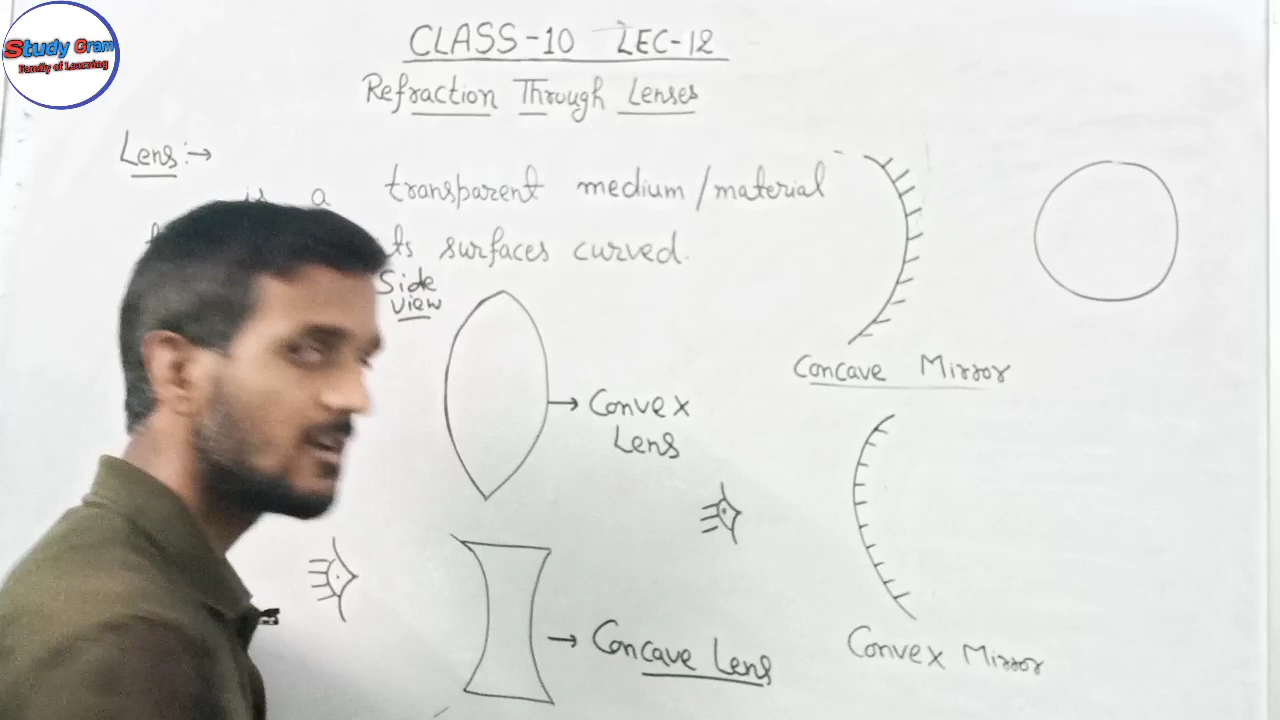 Study Gram
Family of Learning
CLASS-10 LEC-12
Refraction Through Lenses
Lens:→
is a transparent medium/material
ts surfaces curved.
Side
view
→ Convex
Lens
→ Concave Lens
Concave Mirror
Convex Mirror